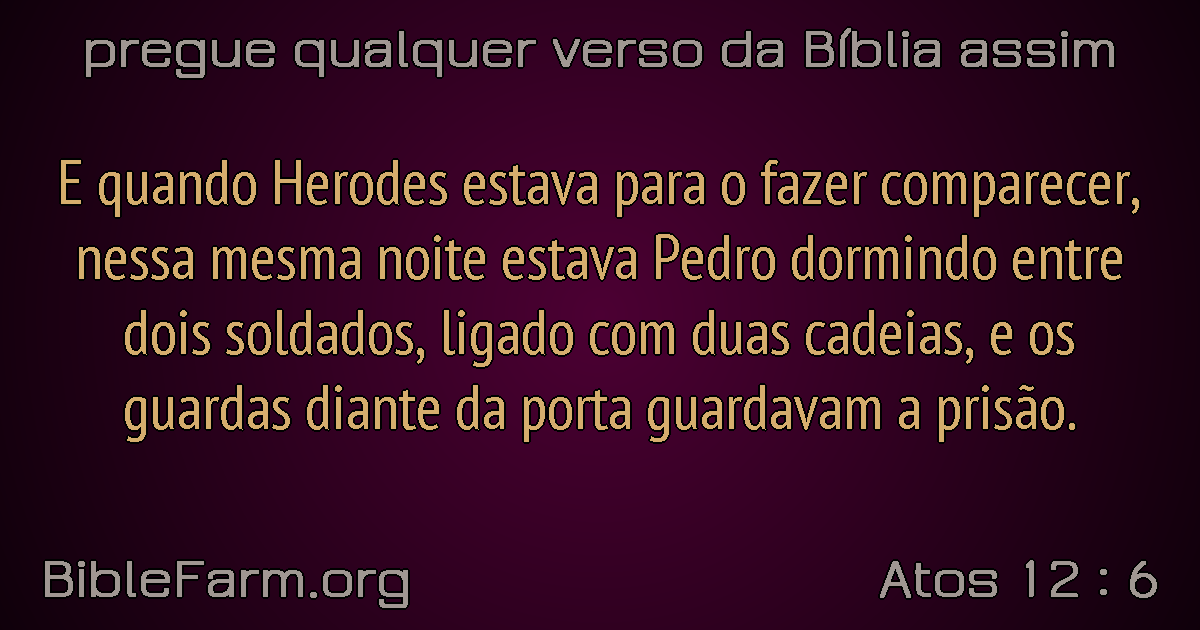 pregue qualquer verso da Bíblia assim
E quando Herodes estava para o fazer comparecer,
nessa mesma noite estava Pedro dormindo entre
dois soldados, ligado com duas cadeias, e os
guardas diante da porta guardavam a prisão.
BibleFarm.org
Atos 12 : 6